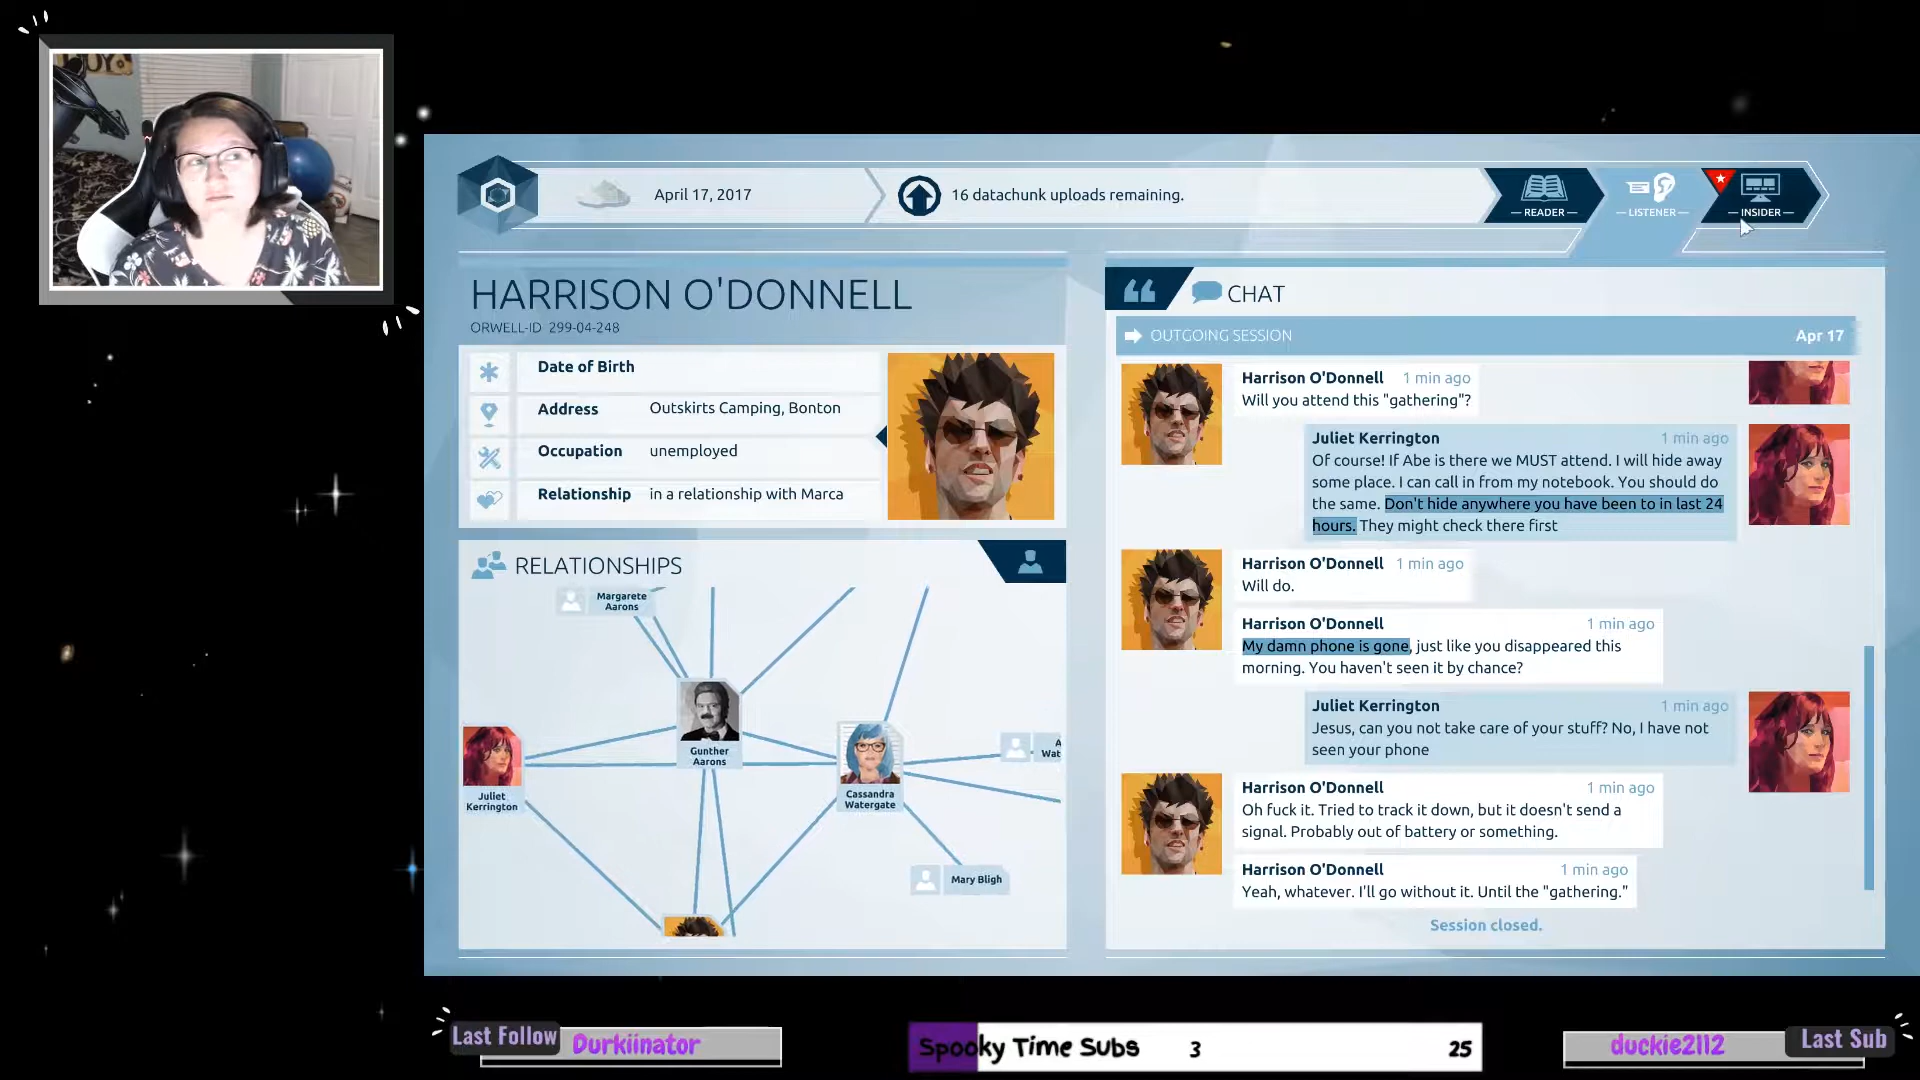 April 17, 2017
16 datachunk uploads remaining.
READER
LISTENER
INSIDER
HARRISON O'DONNELL
ORWELL-ID 299-04-248
Date of Birth
Address Outskirts Camping, Bonton
Occupation unemployed
Relationship in a relationship with Marca
RELATIONSHIPS
Margarete
Aarons
Gunther
Aarons
Juliet
Kerrington
Cassandra
Watergate
Mary Bligh
CHAT
OUTGOING SESSION Apr 17
Harrison O'Donnell 1 min ago
Will you attend this "gathering"?
Juliet Kerrington 1 min ago
Of course! If Abe is there we MUST attend. I will hide away
some place. I can call in from my notebook. You should do
the same. Don't hide anywhere you have been to in last 24
hours. They might check there first
Harrison O'Donnell 1 min ago
Will do.
Harrison O'Donnell 1 min ago
My damn phone is gone, just like you disappeared this
morning. You haven't seen it by chance?
Juliet Kerrington 1 min ago
Jesus, can you not take care of your stuff? No, I have not
seen your phone
Harrison O'Donnell 1 min ago
Oh fuck it. Tried to track it down, but it doesn't send a
signal. Probably out of battery or something.
Harrison O'Donnell 1 min ago
Yeah, whatever. I'll go without it. Until the "gathering."
Session closed.
Last Follow
Durkiinator
Spooky Time Subs 3 25
duckie2112
Last Sub